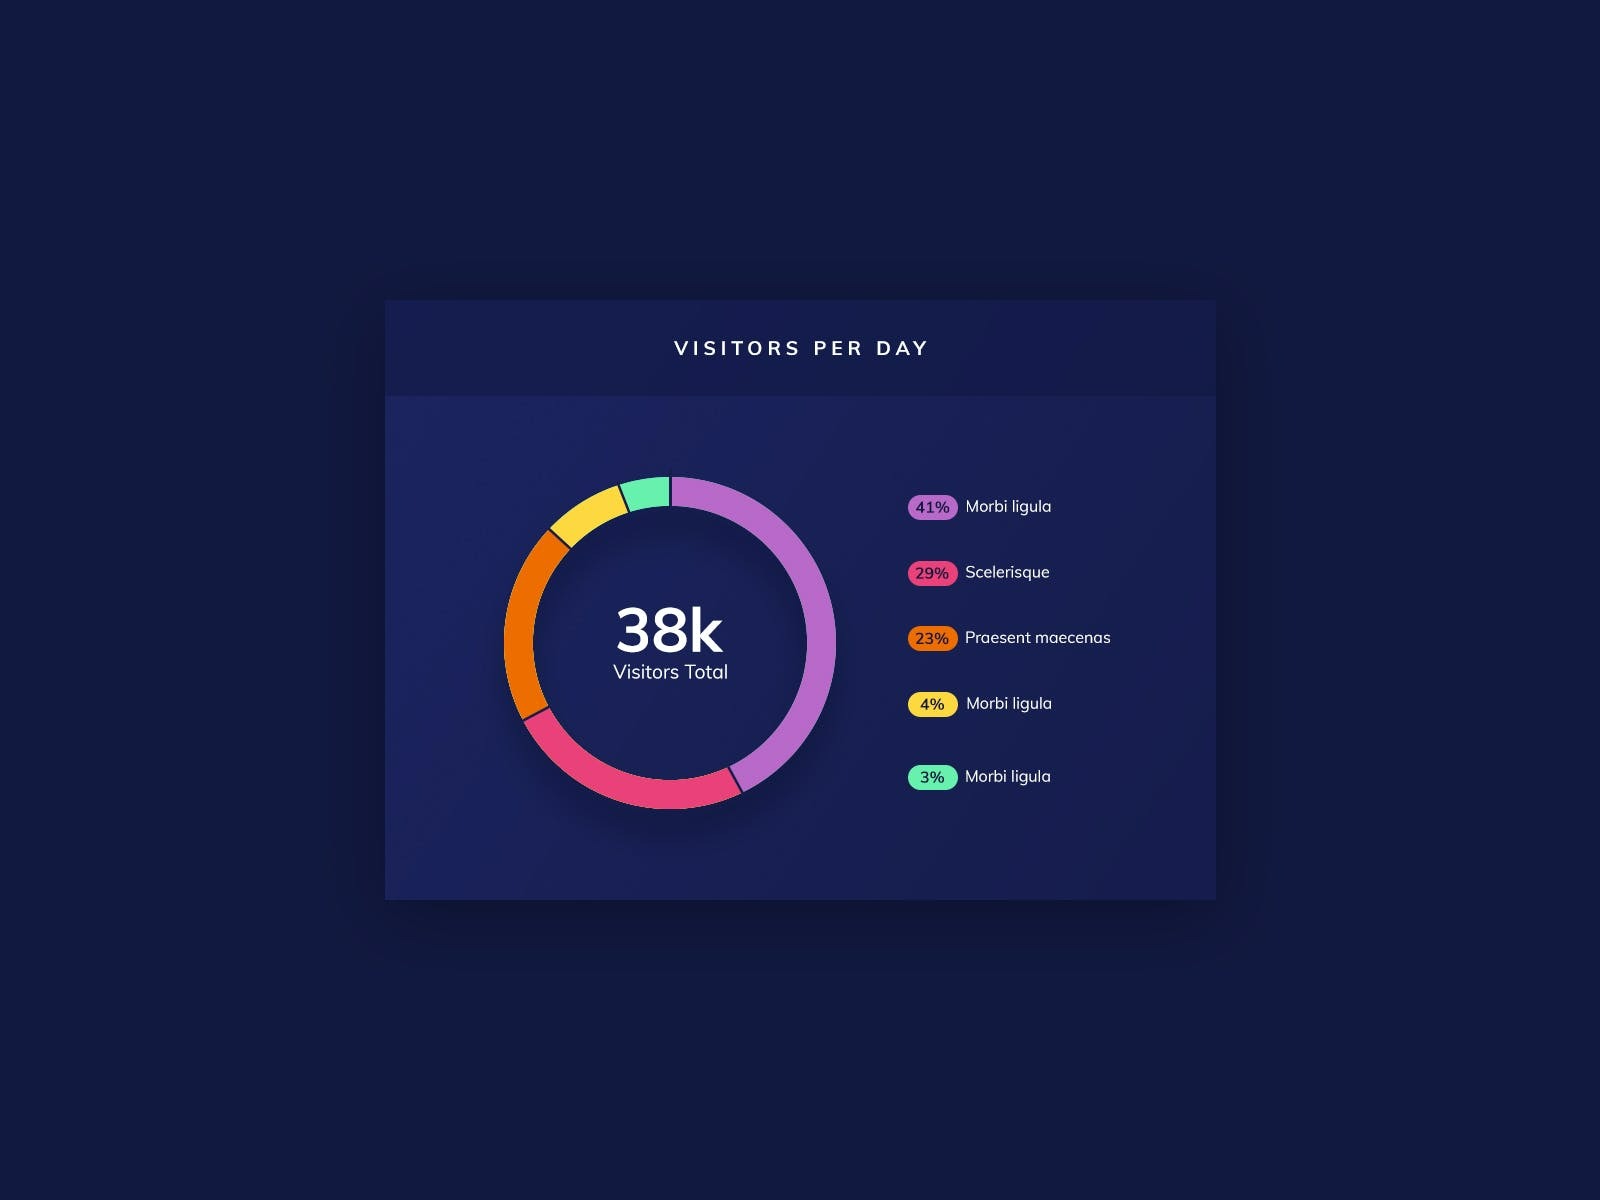 VISITORS PER DAY
38k
Visitors Total
41% Morbi ligula
29% Scelerisque
23% Praesent maecenas
4% Morbi ligula
3% Morbi ligula